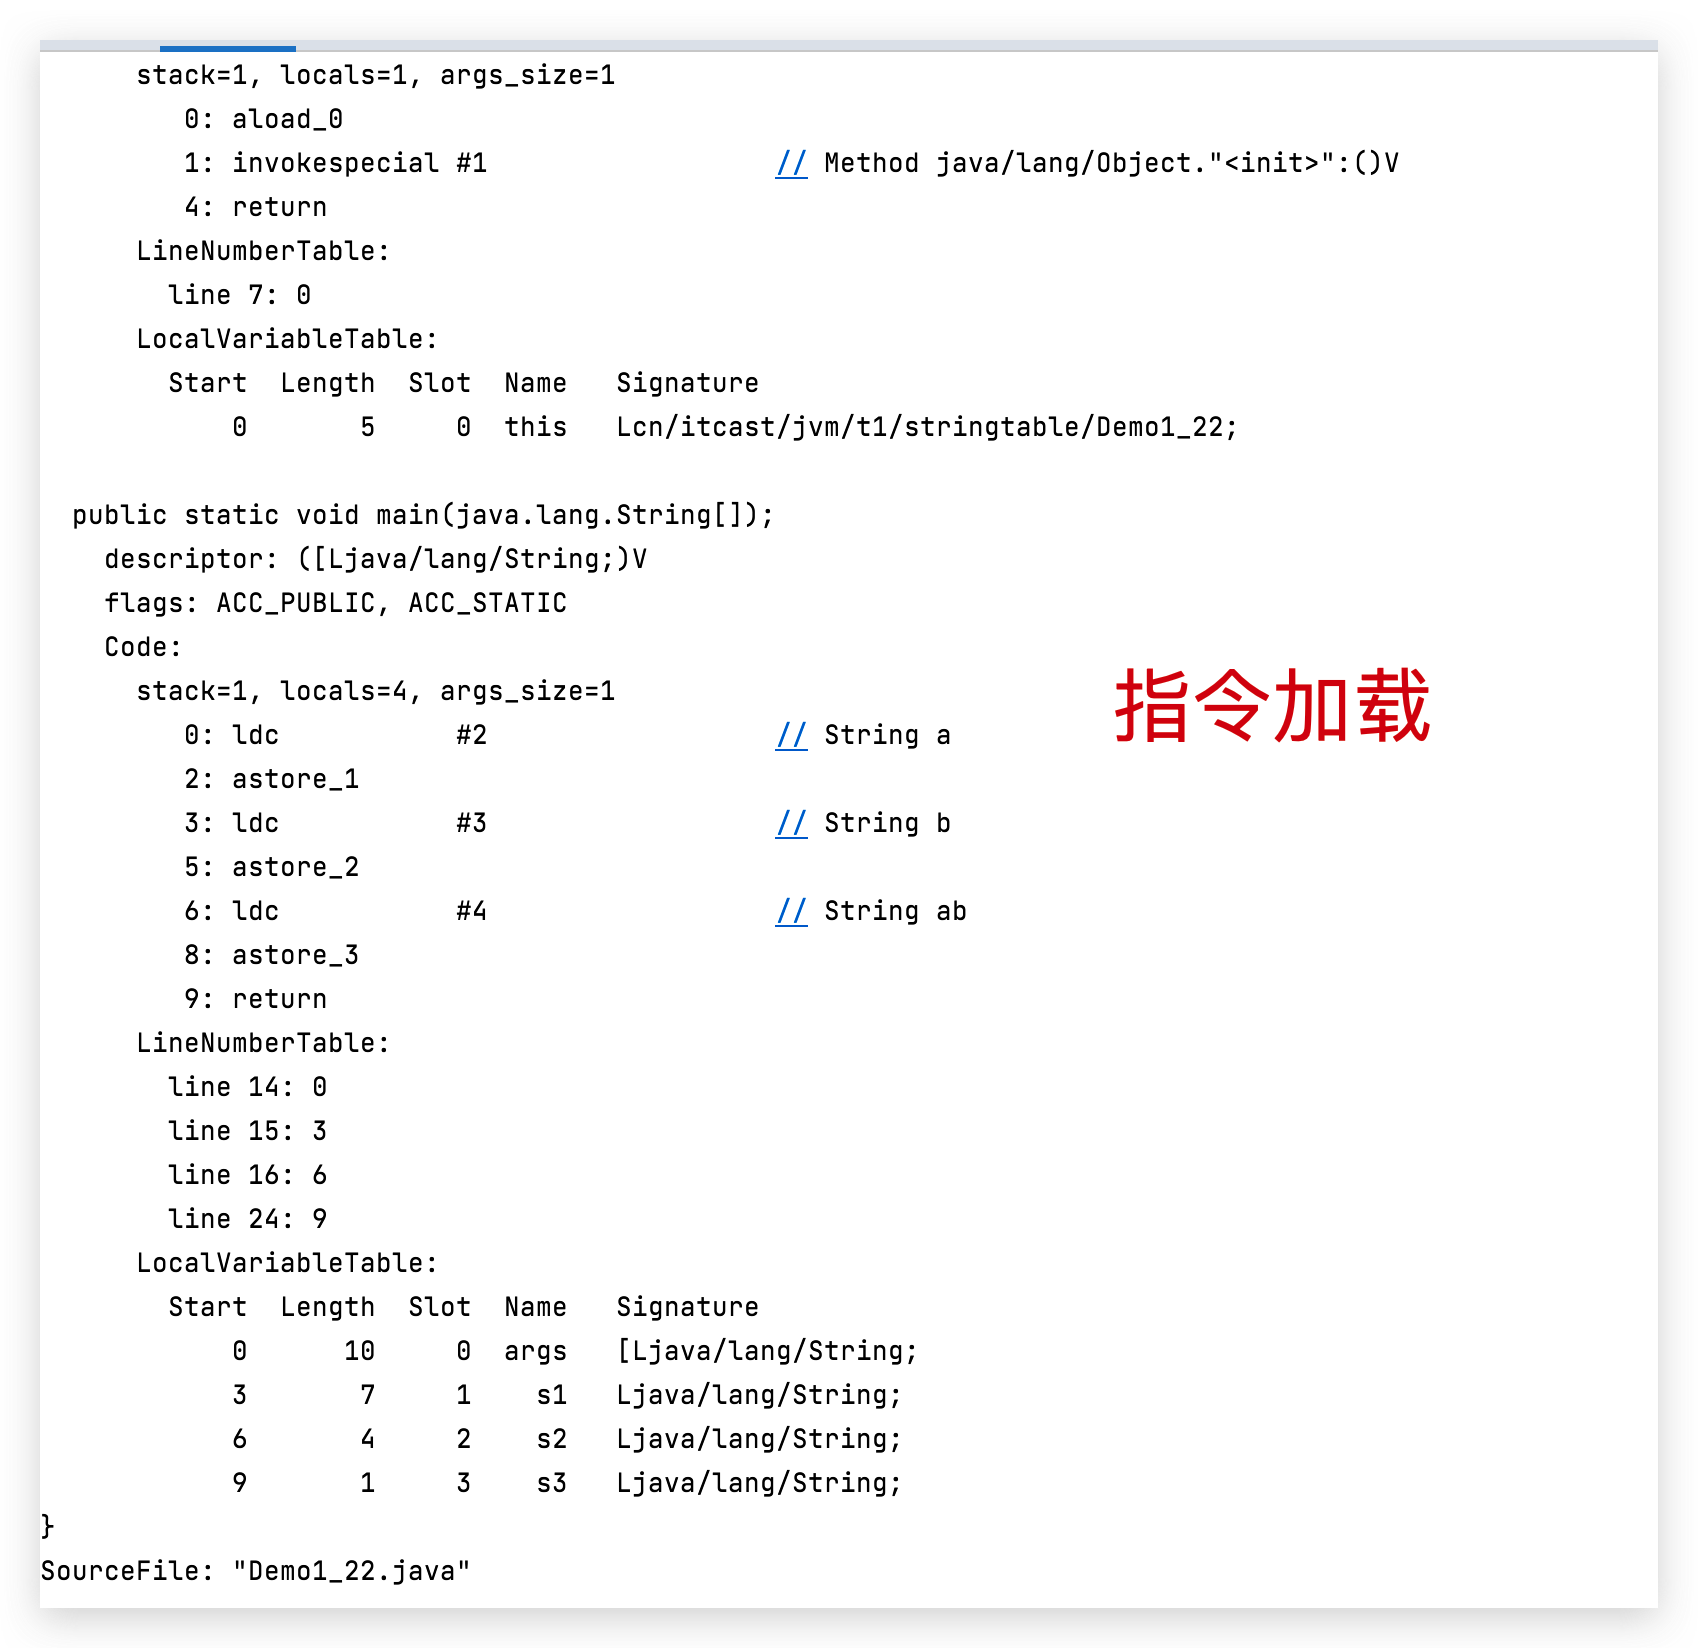 stack=1, locals=1, args_size=1
0: aload_0
1: invokespecial #1 // Method java/lang/Object."<init>":()V
4: return
LineNumberTable:
line 7: 0
LocalVariableTable:
Start Length Slot Name Signature
0 5 0 this Lcn/itcast/jvm/t1/stringtable/Demo1_22;
public static void main(java.lang.String[]);
descriptor: ([Ljava/lang/String;)V
flags: ACC_PUBLIC, ACC_STATIC
Code:
stack=1, locals=4, args_size=1
指令加载
0: ldc #2 // String a
2: astore_1
3: ldc #3 // String b
5: astore_2
6: ldc #4 // String ab
8: astore_3
9: return
LineNumberTable:
line 14: 0
line 15: 3
line 16: 6
line 24: 9
LocalVariableTable:
Start Length Slot Name Signature
0 10 0 args [Ljava/lang/String;
3 7 1 s1 Ljava/lang/String;
6 4 2 s2 Ljava/lang/String;
9 1 3 s3 Ljava/lang/String;
}
SourceFile: "Demo1_22.java"